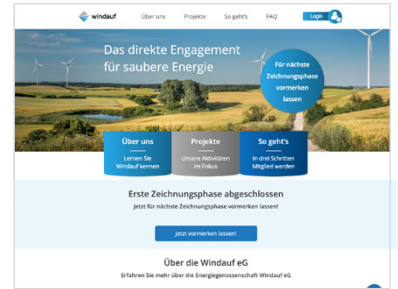 windauf Über uns Projekte So geht's FAQ Login
Das direkte Engagement
für saubere Energie
Für nächste
Zeichnungsphase
vormerken
lassen
Über uns
Lernen Sie
Windauf kennen
Projekte
Unsere Aktivitäten
im Fokus
So geht's
In drei Schritten
Mitglied werden
Erste Zeichnungsphase abgeschlossen
Jetzt für nächste Zeichnungsphase vormerken lassen!
Jetzt vormerken lassen!
Über die Windauf eG
Erfahren Sie mehr über die Energiegenossenschaft Windauf eG